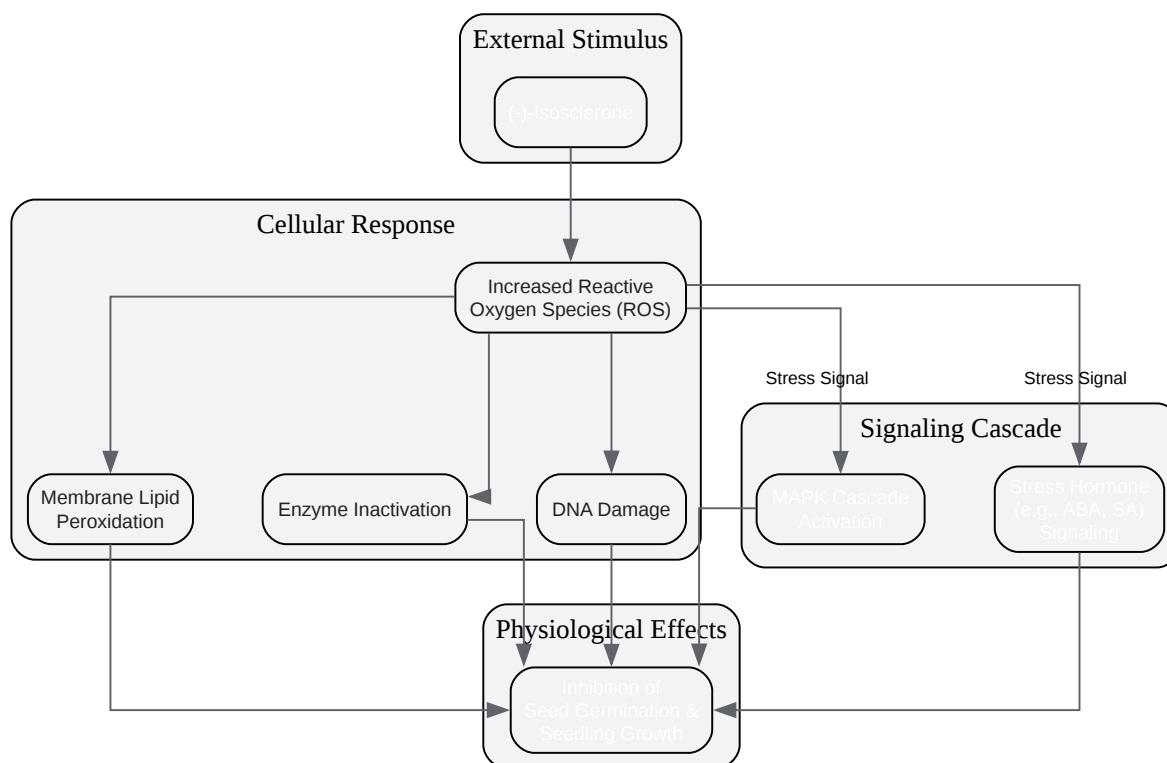 External Stimulus
(-)-Isosclerone
Cellular Response
Increased Reactive
Oxygen Species (ROS)
Stress Signal
Stress Signal
Signaling Cascade
Membrane Lipid
Peroxidation
Enzyme Inactivation
DNA Damage
MAPK Cascade
Activation
Stress Hormone
(e.g., ABA, SA)
Signaling
Physiological Effects
Inhibition of
Seed Germination &
Seedling Growth